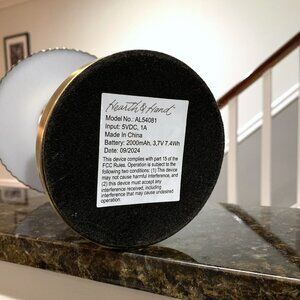 Hearth & Hand
Model No.: AL54081
Input: 5VDC, 1A
Made in China
Battery: 2000mAh, 3.7V 7.4Wh
Date: 09/2024
This device complies with part 15 of the
FCC Rules. Operation is subject to the
following two conditions: (1) This device
may not cause harmful interference, and
(2) this device must accept any
interference received, including
interference that may cause undesired
operation.